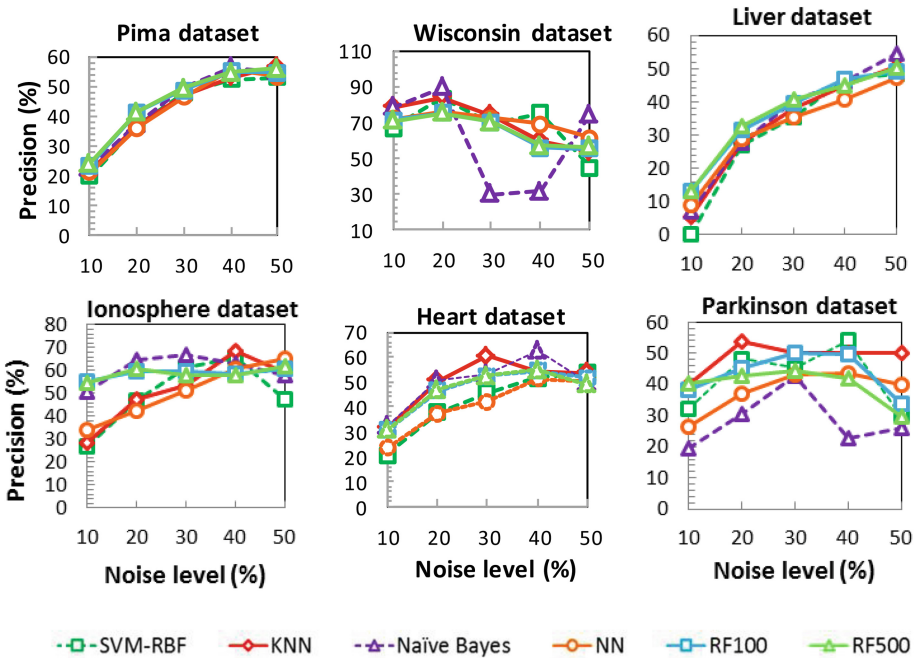 Pima dataset
Wisconsin dataset
Liver dataset
Precision (%)
60
50
40
30
20
10
0
10 20 30 40 50
110
90
70
50
30
10
10 20 30 40 50
60
50
40
30
20
10
0
10 20 30 40 50
Ionosphere dataset
Heart dataset
Parkinson dataset
Precision (%)
80
70
60
50
40
30
20
10
0
10 20 30 40 50
70
60
50
40
30
20
10
0
10 20 30 40 50
60
50
40
30
20
10
0
10 20 30 40 50
Noise level (%)
Noise level (%)
Noise level (%)
SVM-RBF KNN Naïve Bayes NN RF100 RF500